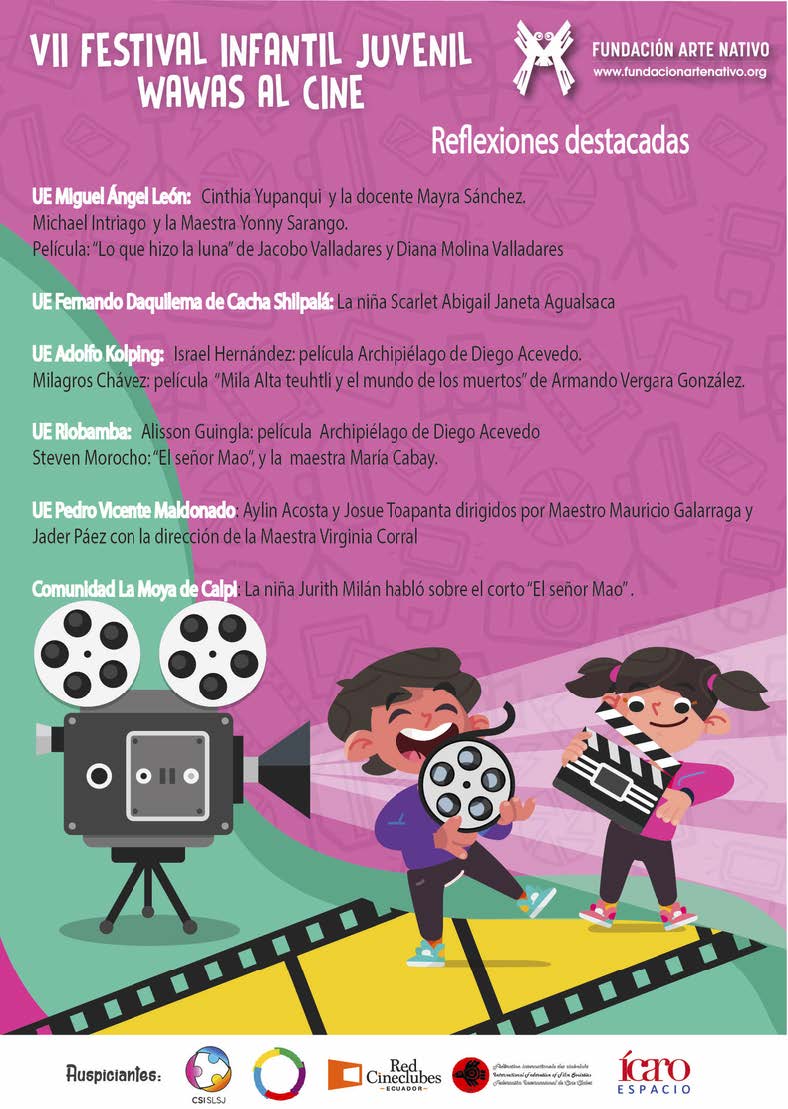 VII FESTIVAL INFANTIL JUVENIL
WAWAS AL CINE
FUNDACIÓN ARTE NATIVO
www.fundacionartenativo.org
Reflexiones destacadas
UE Miguel Ángel León: Cinthia Yupanqui y la docente Mayra Sánchez.
Michael Intriago y la Maestra Yonny Sarango.
Película: “Lo que hizo la luna” de Jacobo Valladares y Diana Molina Valladares
UE Fernando Daquilema de Cacha Shilpalá: La niña Scarlet Abigail Janeta Agualsaca
UE Adolfo Kolping: Israel Hernández: película Archipiélago de Diego Acevedo.
Milagros Chávez: película “Mila Alta teuhtli y el mundo de los muertos” de Armando Vergara González.
UE Riobamba: Alisson Guingla: película Archipiélago de Diego Acevedo
Steven Morocho: “El señor Mao”, y la maestra María Cabay.
UE Pedro Vicente Maldonado: Aylin Acosta y Josue Toapanta dirigidos por Maestro Mauricio Galarraga y
Jader Páez con la dirección de la Maestra Virginia Corral
Comunidad La Moya de Calpi: La niña Jurith Milán habló sobre el corto “El señor Mao” .
Auspiciantes:
CSI SLSJ
Red
Cineclubes
ECUADOR
International Federation of Film Societies
ícaro
ESPACIO